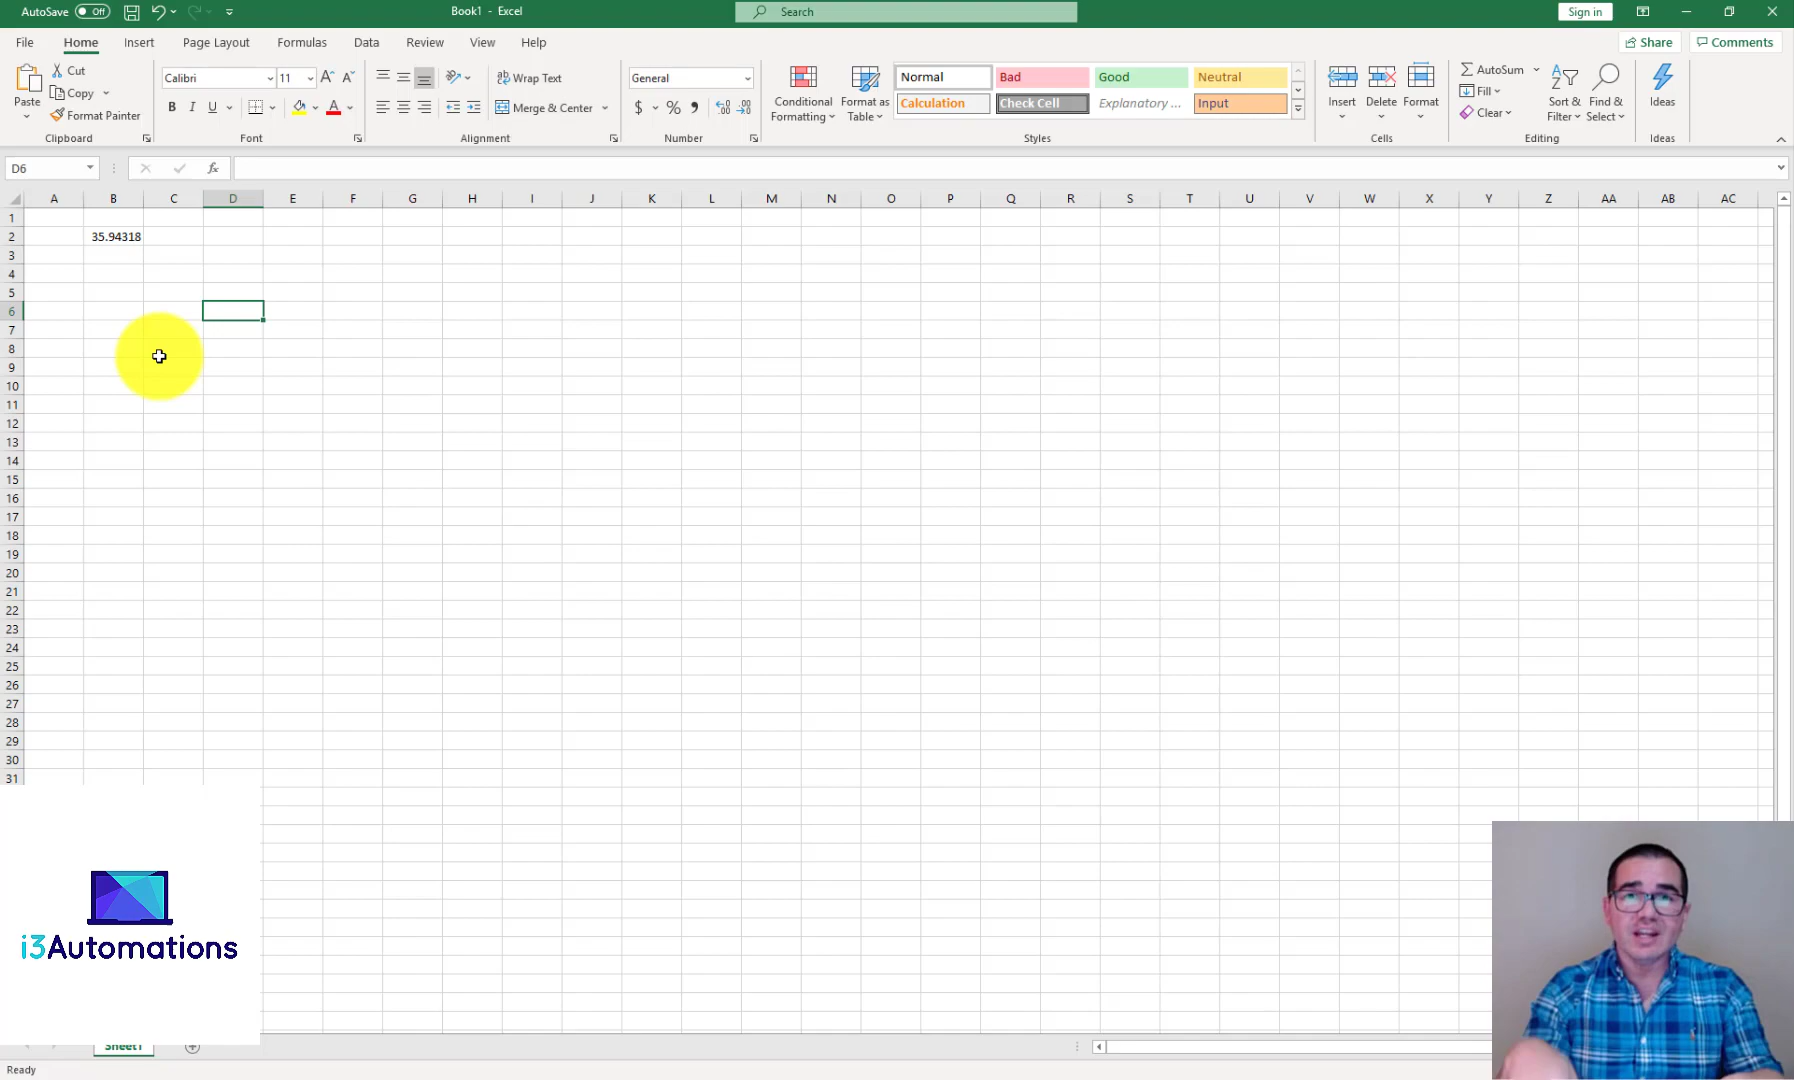 AutoSave Off Book1 - Excel Search Sign in
File Home Insert Page Layout Formulas Data Review View Help Share Comments
Cut
Copy
Format Painter
Paste
Clipboard
Calibri 11 A A
B I U A
Font
Wrap Text
Merge & Center
Alignment
General
$ % , .00 .00
Number
Conditional Formatting
Format as Table
Normal Bad Good Neutral
Calculation Check Cell Explanatory ... Input
Styles
Insert Delete Format
Cells
AutoSum
Fill
Clear
Sort & Filter
Find & Select
Editing
Ideas
Ideas
D6 fx
A B C D E F G H I J K L M N O P Q R S T U V W X Y Z AA AB AC
1
2 35.94318
3
4
5
6
7
8
9
10
11
12
13
14
15
16
17
18
19
20
21
22
23
24
25
26
27
28
29
30
31
i3Automations
Sheet1
Ready